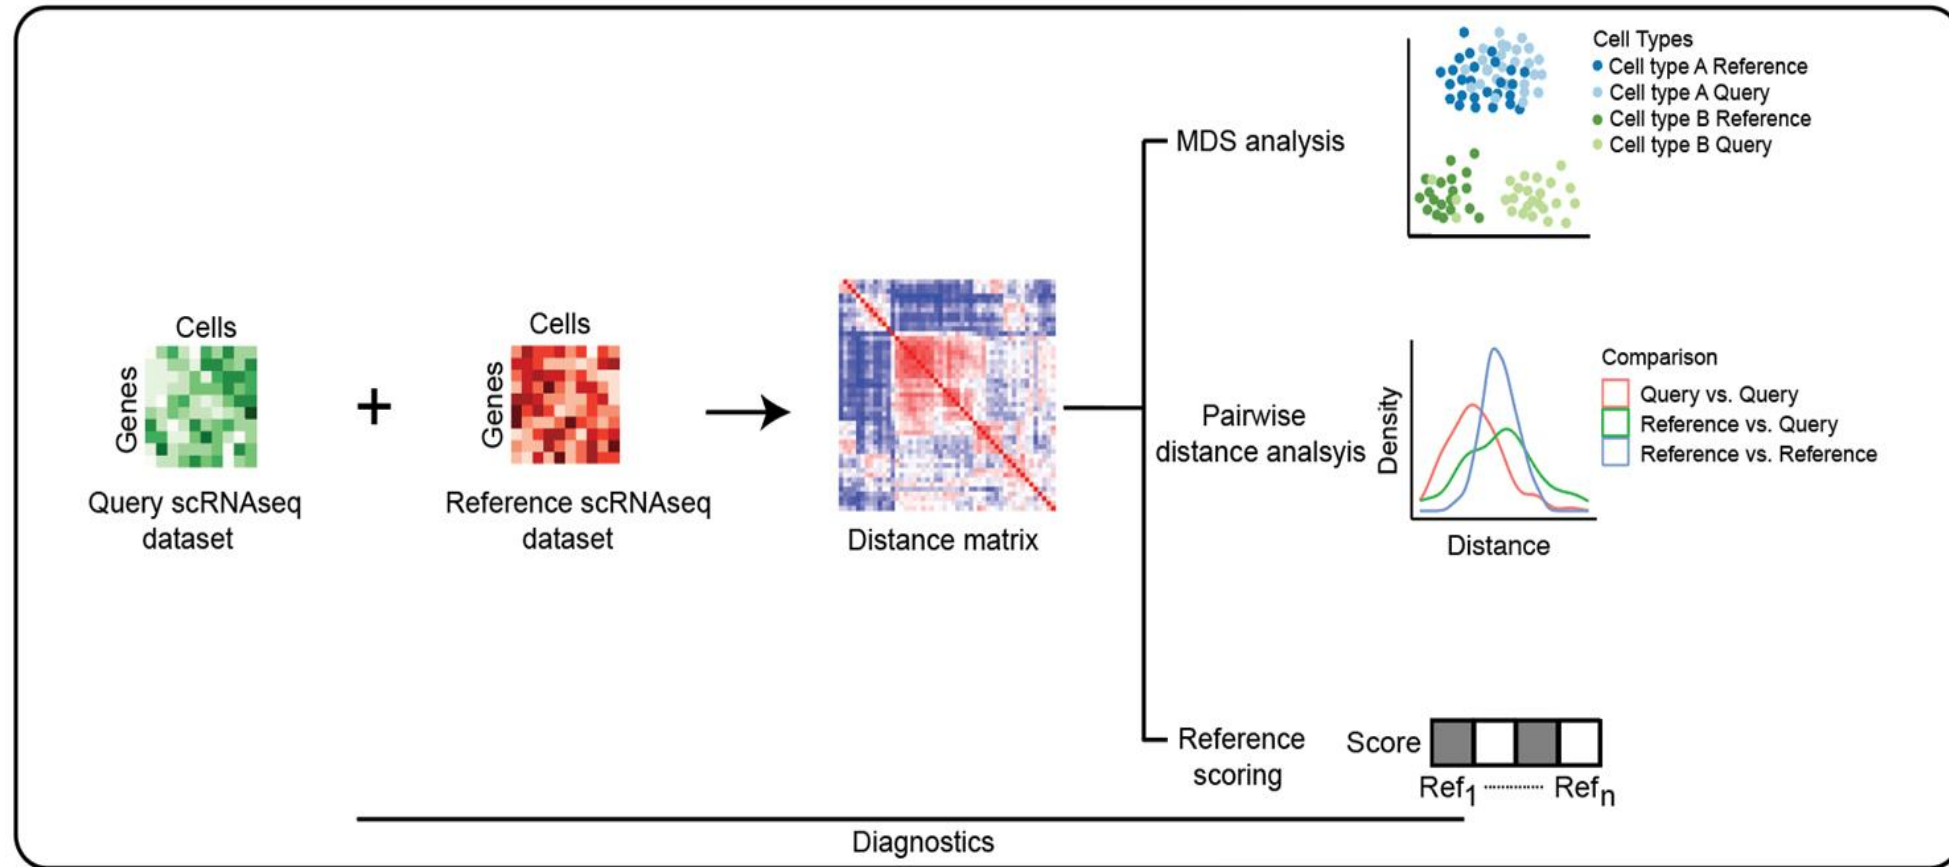 Cells
Genes
Query scRNAseq
dataset
+
Cells
Genes
Reference scRNAseq
dataset
Distance matrix
MDS analysis
Cell Types
Cell type A Reference
Cell type A Query
Cell type B Reference
Cell type B Query
Pairwise
distance analsyis
Density
Distance
Comparison
Query vs. Query
Reference vs. Query
Reference vs. Reference
Reference
scoring
Score
Ref1 ........... Refn
Diagnostics